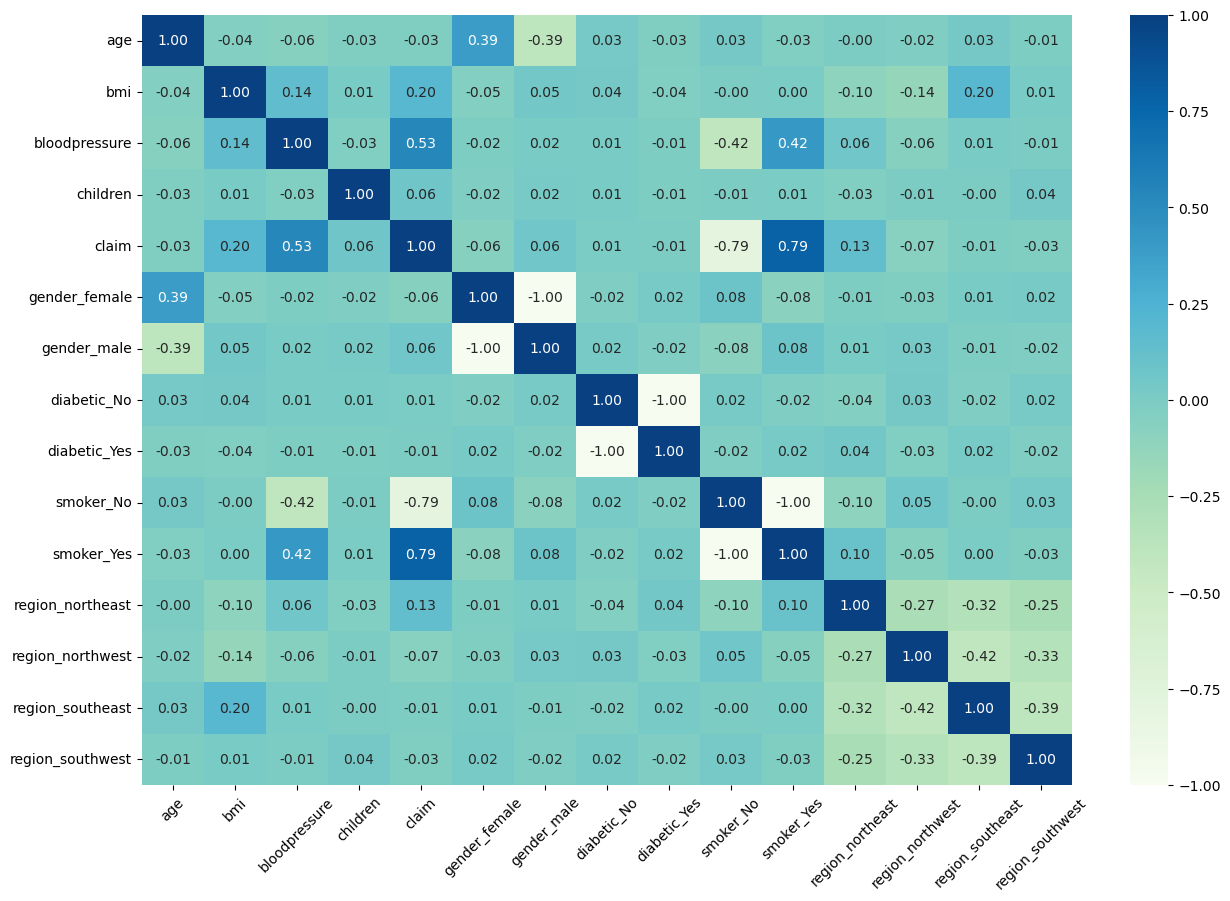 age 1.00 -0.04 -0.06 -0.03 -0.03 0.39 -0.39 0.03 -0.03 0.03 -0.03 -0.00 -0.02 0.03 -0.01
bmi -0.04 1.00 0.14 0.01 0.20 -0.05 0.05 0.04 -0.04 -0.00 0.00 -0.10 -0.14 0.20 0.01
bloodpressure -0.06 0.14 1.00 -0.03 0.53 -0.02 0.02 0.01 -0.01 -0.42 0.42 0.06 -0.06 0.01 -0.01
children -0.03 0.01 -0.03 1.00 0.06 -0.02 0.02 0.01 -0.01 -0.01 0.01 -0.03 -0.01 -0.00 0.04
claim -0.03 0.20 0.53 0.06 1.00 -0.06 0.06 0.01 -0.01 -0.79 0.79 0.13 -0.07 -0.01 -0.03
gender_female 0.39 -0.05 -0.02 -0.02 -0.06 1.00 -1.00 -0.02 0.02 0.08 -0.08 -0.01 -0.03 0.01 0.02
gender_male -0.39 0.05 0.02 0.02 0.06 -1.00 1.00 0.02 -0.02 -0.08 0.08 0.01 0.03 -0.01 -0.02
diabetic_No 0.03 0.04 0.01 0.01 0.01 -0.02 0.02 1.00 -1.00 0.02 -0.02 -0.04 0.03 -0.02 0.02
diabetic_Yes -0.03 -0.04 -0.01 -0.01 -0.01 0.02 -0.02 -1.00 1.00 -0.02 0.02 0.04 -0.03 0.02 -0.02
smoker_No 0.03 -0.00 -0.42 -0.01 -0.79 0.08 -0.08 0.02 -0.02 1.00 -1.00 -0.10 0.05 -0.00 0.03
smoker_Yes -0.03 0.00 0.42 0.01 0.79 -0.08 0.08 -0.02 0.02 -1.00 1.00 0.10 -0.05 0.00 -0.03
region_northeast -0.00 -0.10 0.06 -0.03 0.13 -0.01 0.01 -0.04 0.04 -0.10 0.10 1.00 -0.27 -0.32 -0.25
region_northwest -0.02 -0.14 -0.06 -0.01 -0.07 -0.03 0.03 0.03 -0.03 0.05 -0.05 -0.27 1.00 -0.42 -0.33
region_southeast 0.03 0.20 0.01 -0.00 -0.01 0.01 -0.01 -0.02 0.02 -0.00 0.00 -0.32 -0.42 1.00 -0.39
region_southwest -0.01 0.01 -0.01 0.04 -0.03 0.02 -0.02 0.02 -0.02 0.03 -0.03 -0.25 -0.33 -0.39 1.00
age bmi bloodpressure children claim gender_female gender_male diabetic_No diabetic_Yes smoker_No smoker_Yes region_northeast region_northwest region_southeast region_southwest
1.00
0.75
0.50
0.25
0.00
−0.25
−0.50
−0.75
−1.00